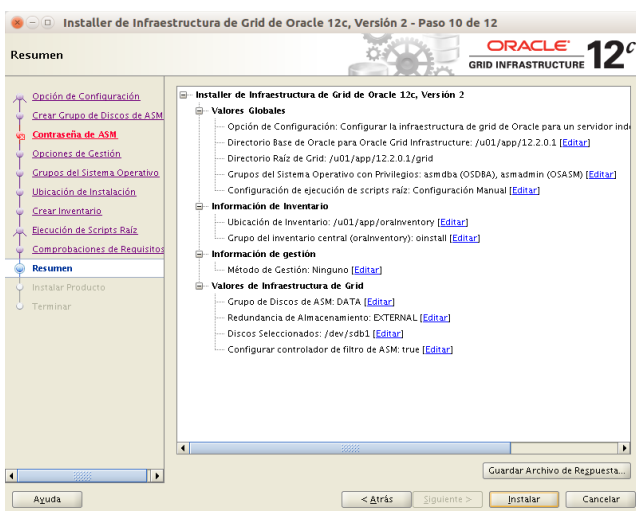 Installer de Infraestructura de Grid de Oracle 12c, Versión 2 - Paso 10 de 12
Resumen
ORACLE
GRID INFRASTRUCTURE 12c
Opción de Configuración
Crear Grupo de Discos de ASM
Contraseña de ASM
Opciones de Gestión
Grupos del Sistema Operativo
Ubicación de Instalación
Crear Inventario
Ejecución de Scripts Raíz
Comprobaciones de Requisitos
Resumen
Instalar Producto
Terminar
Installer de Infraestructura de Grid de Oracle 12c, Versión 2
Valores Globales
Opción de Configuración: Configurar la infraestructura de grid de Oracle para un servidor inde
Directorio Base de Oracle para Oracle Grid Infrastructure: /u01/app/12.2.0.1 [Editar]
Directorio Raíz de Grid: /u01/app/12.2.0.1/grid
Grupos del Sistema Operativo con Privilegios: asmdba (OSDBA), asmadmin (OSASM) [Editar]
Configuración de ejecución de scripts raíz: Configuración Manual [Editar]
Información de Inventario
Ubicación de Inventario: /u01/app/oraInventory [Editar]
Grupo del inventario central (oraInventory): oinstall [Editar]
Información de gestión
Método de Gestión: Ninguno [Editar]
Valores de Infraestructura de Grid
Grupo de Discos de ASM: DATA [Editar]
Redundancia de Almacenamiento: EXTERNAL [Editar]
Discos Seleccionados: /dev/sdb1 [Editar]
Configurar controlador de filtro de ASM: true [Editar]
Guardar Archivo de Respuesta...
Ayuda
< Atrás
Siguiente >
Instalar
Cancelar